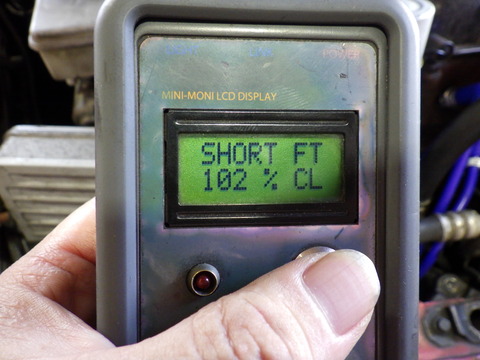 MINI-MONI LCD DISPLAY
SHORT FT
102 % CL